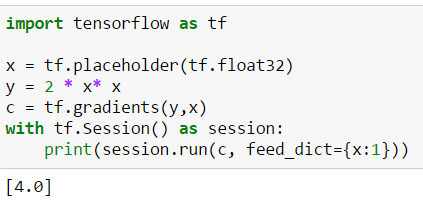 import tensorflow as tf
x = tf.placeholder(tf.float32)
y = 2 * x* x
c = tf.gradients(y,x)
with tf.Session() as session:
    print(session.run(c, feed_dict={x:1}))
[4.0]